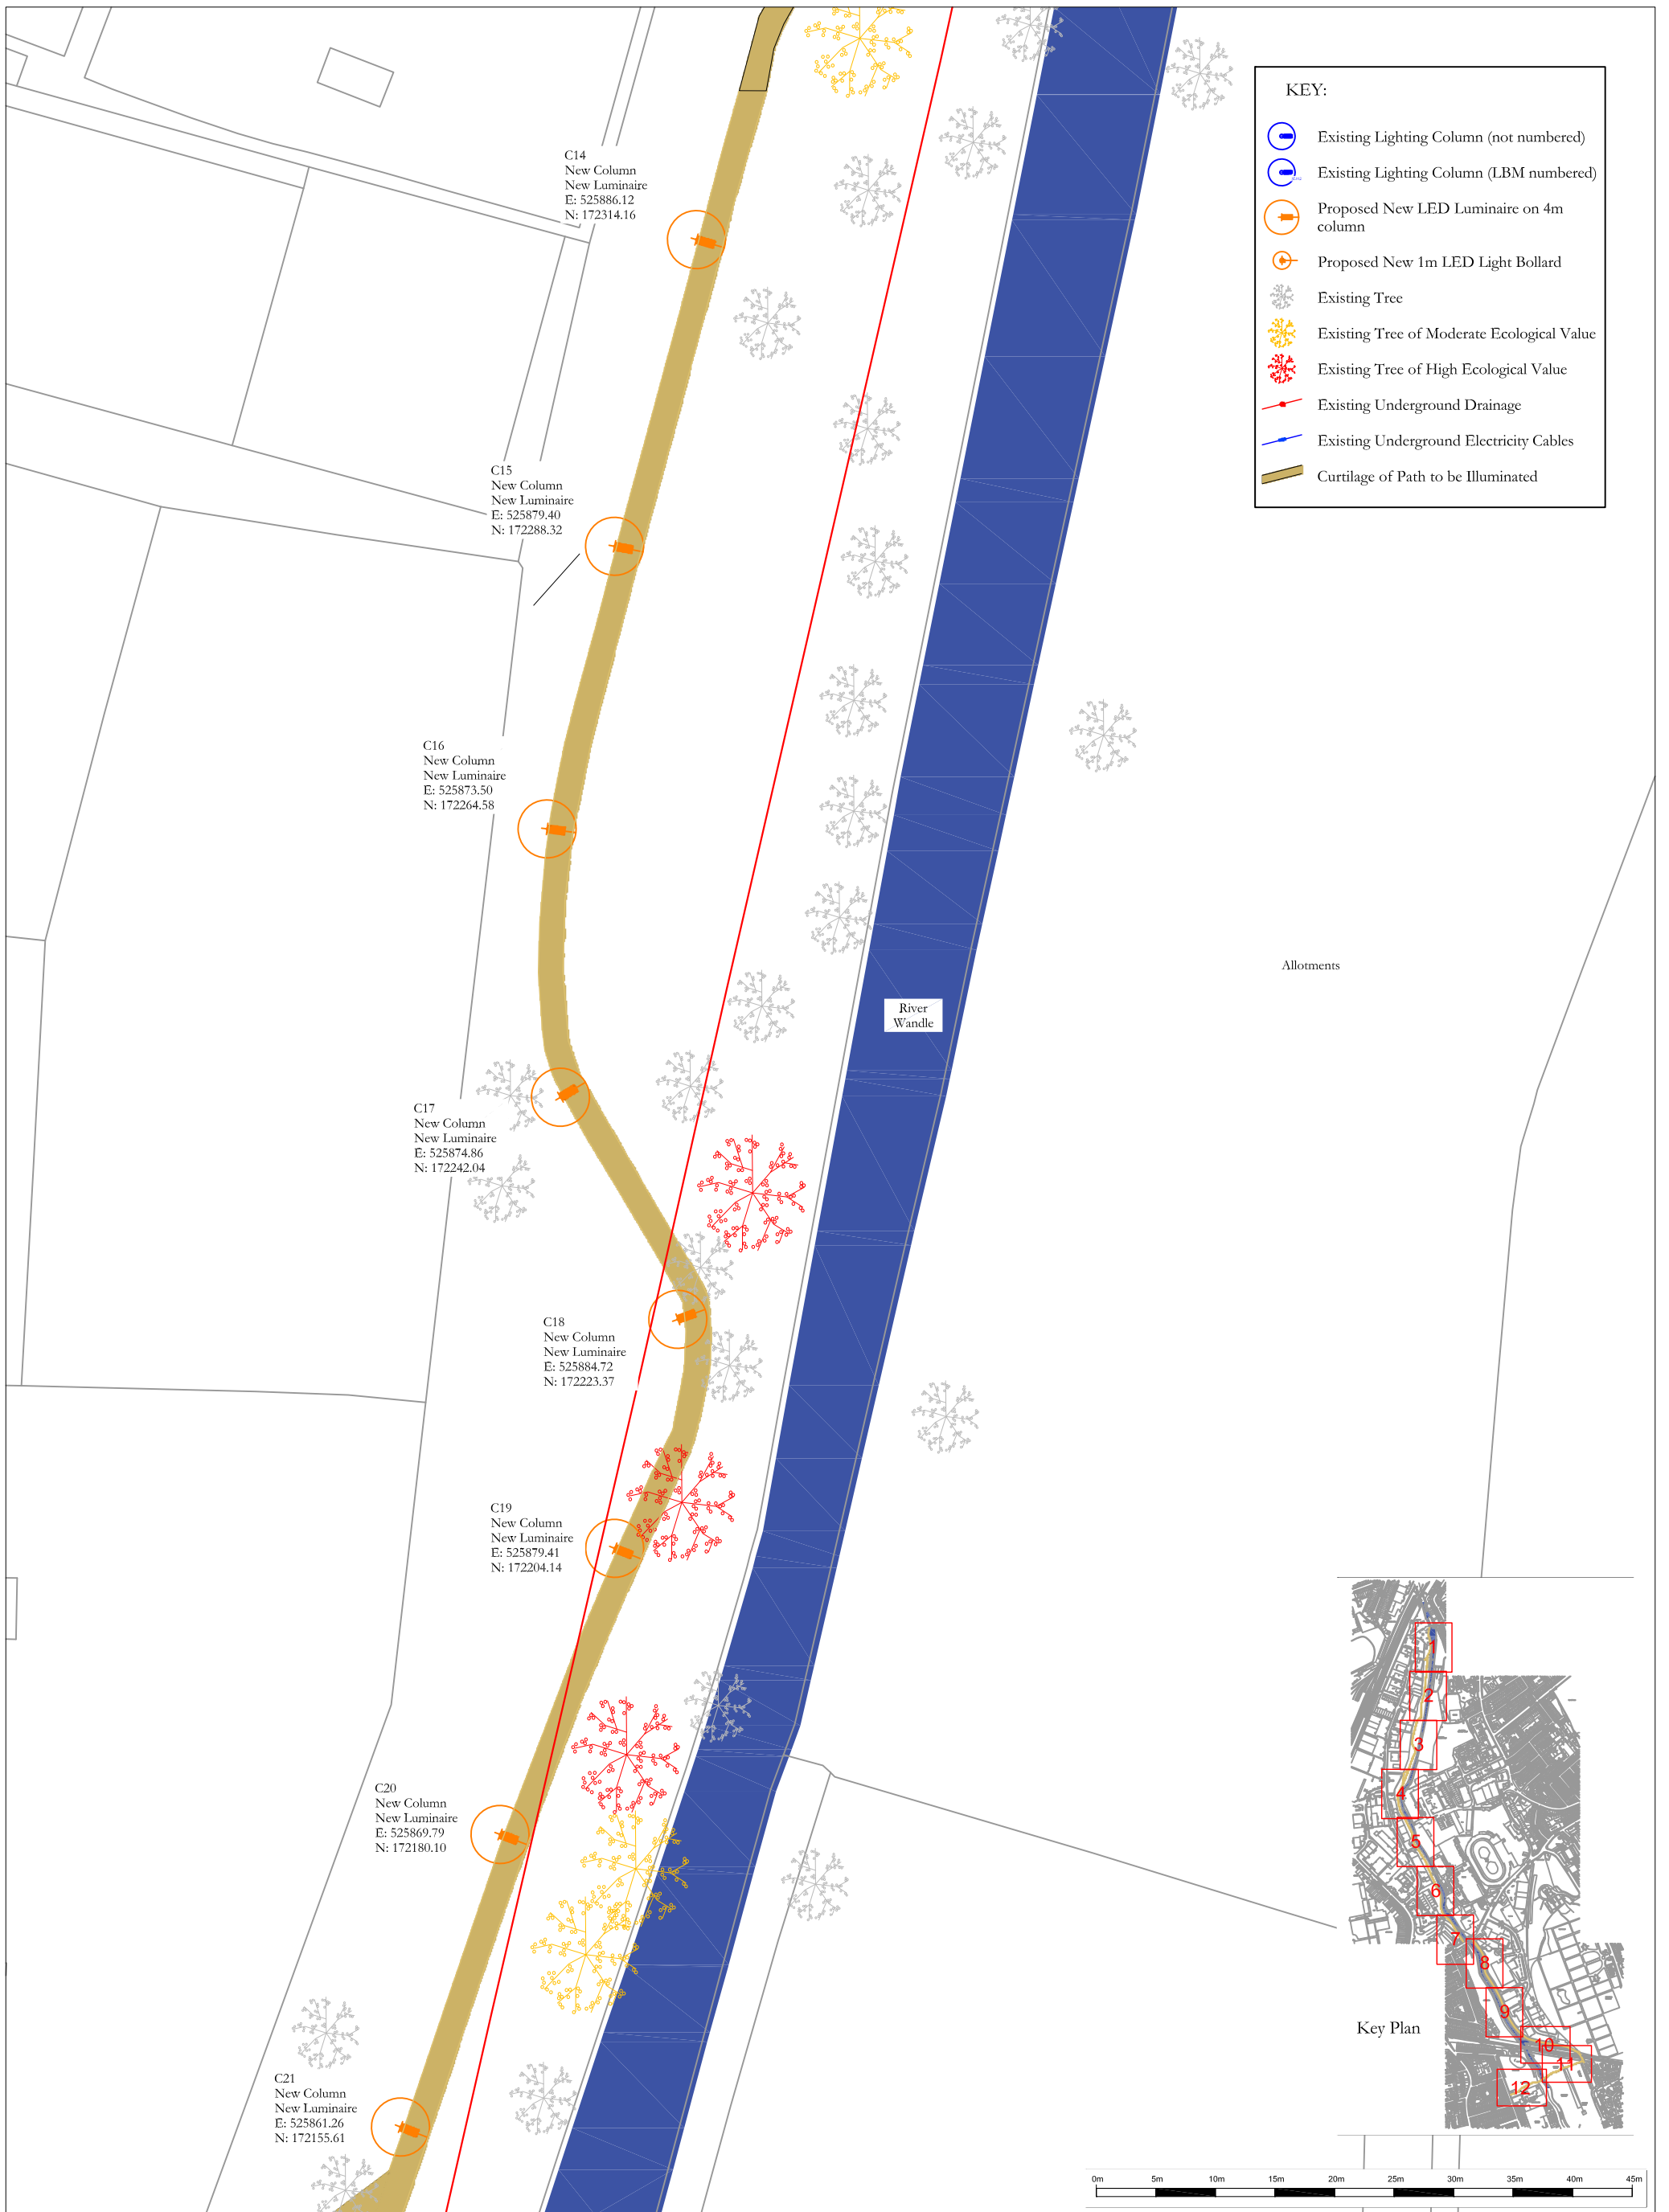 KEY:
Existing Lighting Column (not numbered)
Existing Lighting Column (LBM numbered)
Proposed New LED Luminaire on 4m
column
Proposed New 1m LED Light Bollard
Existing Tree
Existing Tree of Moderate Ecological Value
Existing Tree of High Ecological Value
Existing Underground Drainage
Existing Underground Electricity Cables
Curtilage of Path to be Illuminated
C14
New Column
New Luminaire
E: 525886.12
N: 172314.16
C15
New Column
New Luminaire
E: 525879.40
N: 172288.32
C16
New Column
New Luminaire
E: 525873.50
N: 172264.58
Allotments
River
Wandle
C17
New Column
New Luminaire
E: 525874.86
N: 172242.04
C18
New Column
New Luminaire
E: 525884.72
N: 172223.37
C19
New Column
New Luminaire
E: 525879.41
N: 172204.14
C20
New Column
New Luminaire
E: 525869.79
N: 172180.10
C21
New Column
New Luminaire
E: 525861.26
N: 172155.61
1
2
3
4
5
6
7
8
9
10
11
12
Key Plan
0m 5m 10m 15m 20m 25m 30m 35m 40m 45m